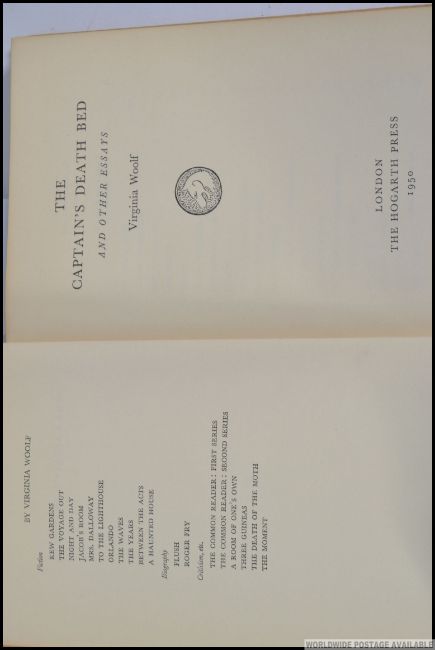 BY VIRGINIA WOOLF
Fiction
KEW GARDENS
THE VOYAGE OUT
NIGHT AND DAY
JACOB'S ROOM
MRS. DALLOWAY
TO THE LIGHTHOUSE
ORLANDO
THE WAVES
THE YEARS
BETWEEN THE ACTS
A HAUNTED HOUSE
Biography
FLUSH
ROGER FRY
Criticism, etc.
THE COMMON READER: FIRST SERIES
THE COMMON READER: SECOND SERIES
A ROOM OF ONE'S OWN
THREE GUINEAS
THE DEATH OF THE MOTH
THE MOMENT
THE
CAPTAIN'S DEATH BED
AND OTHER ESSAYS
Virginia Woolf
LONDON
THE HOGARTH PRESS
1950
WORLDWIDE POSTAGE AVAILABLE